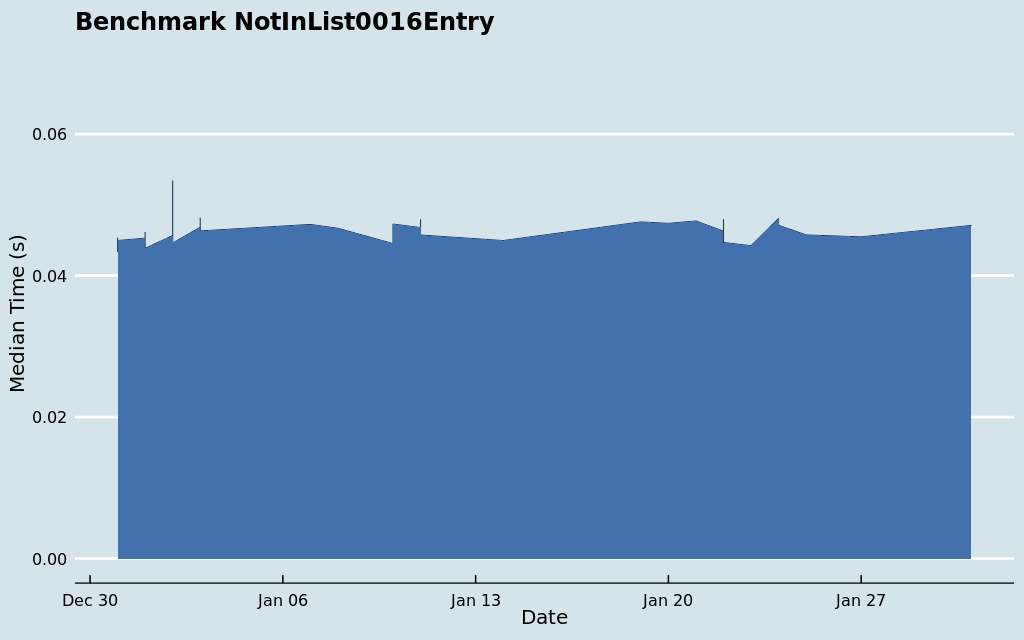 Benchmark NotInList0016Entry
0.06
0.04
0.02
0.00
Median Time (s)
Dec 30 Jan 06 Jan 13 Jan 20 Jan 27
Date